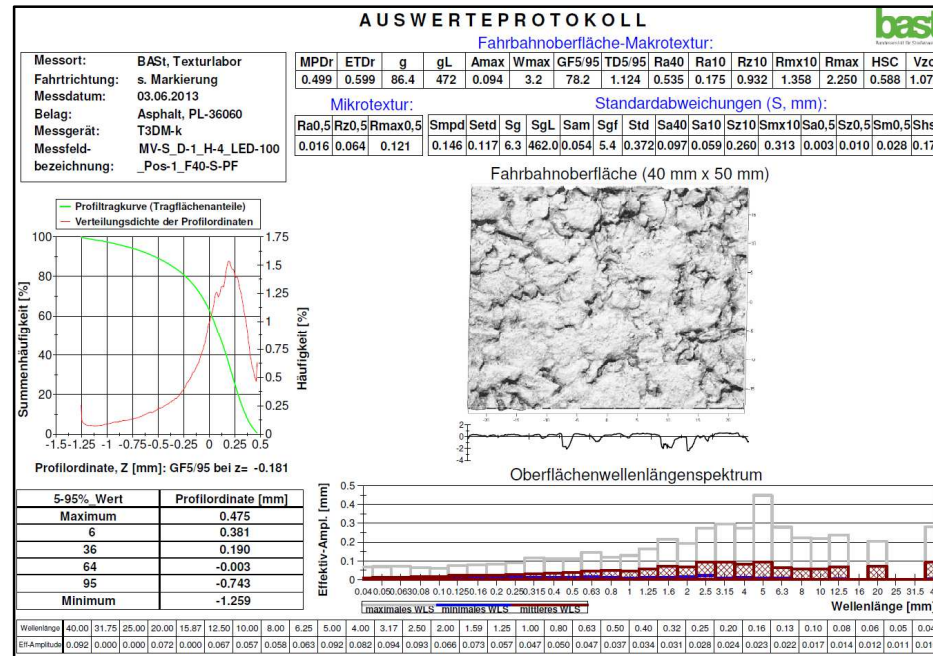 AUSWERTEPROTOKOLL
bast
Messort: BASt, Texturlabor
Fahrtrichtung: s. Markierung
Messdatum: 03.06.2013
Belag: Asphalt, PL-36060
Messgerät: T3DM-k
Messfeld- MV-S_D-1_H-4_LED-100
bezeichnung: _Pos-1_F40-S-PF
Fahrbahnoberfläche-Makrotextur:
MPDr ETDr g gL Amax Wmax GF5/95 TD5/95 Ra40 Ra10 Rz10 Rmx10 Rmax HSC Vzc
0.499 0.599 86.4 472 0.094 3.2 78.2 1.124 0.535 0.175 0.932 1.358 2.250 0.588 1.07
Mikrotextur:
Ra0,5 Rz0,5 Rmax0,5
0.016 0.064 0.121
Standardabweichungen (S, mm):
Smpd Setd Sg SgL Sam Sgf Std Sa40 Sa10 Sz10 Smx10 Sa0,5 Sz0,5 Sm0,5 Shs
0.146 0.117 6.3 462.0 0.054 5.4 0.372 0.097 0.059 0.260 0.313 0.003 0.010 0.028 0.17
Profiltragkurve (Tragflächenanteile)
Verteilungsdichte der Profilordinaten
Summenhäufigkeit [%]
100
80
60
40
20
0
1.75
1.5
1.25
1
0.75
0.5
0.25
0
Häufigkeit [%]
-1.5 -1.25 -1 -0.75 -0.5 -0.25 0 0.25 0.5
Profilordinate, Z [mm]: GF5/95 bei z= -0.181
Fahrbahnoberfläche (40 mm x 50 mm)
2
0
-2
-4
5-95%_Wert Profilordinate [mm]
Maximum 0.475
6 0.381
36 0.190
64 -0.003
95 -0.743
Minimum -1.259
Oberflächenwellenlängenspektrum
Effektiv-Ampl. [mm]
0.5
0.4
0.3
0.2
0.1
0
0.04 0.05 0.063 0.08 0.1 0.125 0.16 0.2 0.25 0.32 0.4 0.5 0.63 0.8 1 1.25 1.6 2 2.5 3.15 4 5 6.3 8 10 12.5 16 20 25 31.5 4
maximales WLS minimales WLS mittleres WLS
Wellenlänge [mm]
Wellenlänge 40.00 31.75 25.00 20.00 15.87 12.50 10.00 8.00 6.25 5.00 4.00 3.17 2.50 2.00 1.59 1.25 1.00 0.80 0.63 0.50 0.40 0.32 0.25 0.20 0.16 0.13 0.10 0.08 0.06 0.05 0.04
Eff-Amplitude 0.092 0.000 0.000 0.072 0.000 0.067 0.057 0.058 0.063 0.092 0.082 0.094 0.093 0.066 0.073 0.057 0.047 0.050 0.047 0.037 0.034 0.031 0.028 0.024 0.023 0.022 0.017 0.014 0.012 0.011 0.01